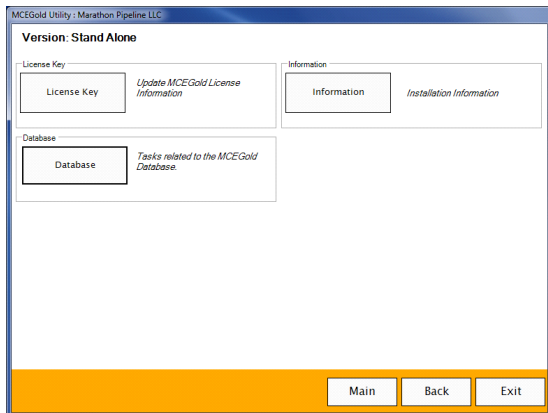 MCEGold Utility : Marathon Pipeline LLC
Version: Stand Alone
License Key
License Key
Update MCEGold License
Information
Information
Information
Installation Information
Database
Database
Tasks related to the MCEGold
Database.
Main
Back
Exit